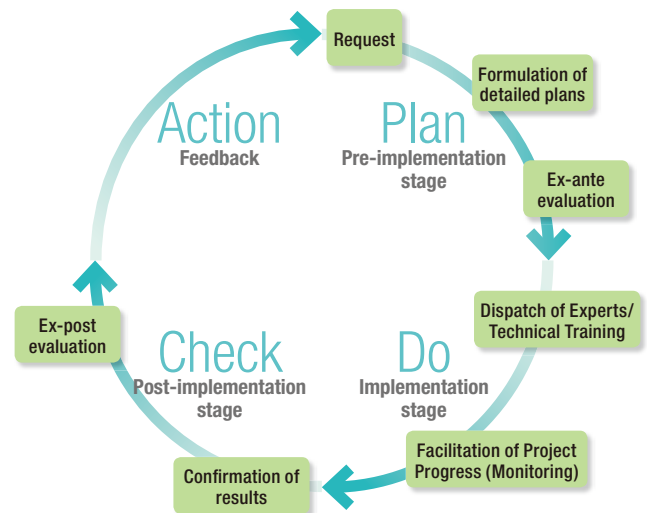 Request
Formulation of
detailed plans
Action
Feedback
Plan
Pre-implementation
stage
Ex-ante
evaluation
Dispatch of Experts/
Technical Training
Ex-post
evaluation
Check
Post-implementation
stage
Do
Implementation
stage
Facilitation of Project
Progress (Monitoring)
Confirmation of
results